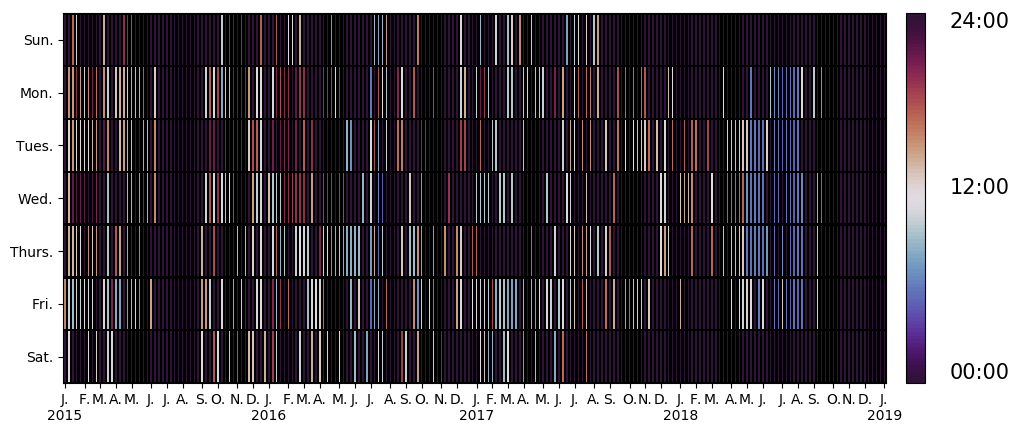 24:00
Sun.
Mon.
Tues.
12:00
Wed.
Thurs.
Fri.
Sat.
00:00
J. F. M. A. M. J. J. A. S. O. N. D. J. F. M. A. M. J. J. A. S. O. N. D. J. F. M. A. M. J. J. A. S. O. N. D. J. F. M. A. M. J. J. A. S. O. N. D. J.
2015 2016 2017 2018 2019